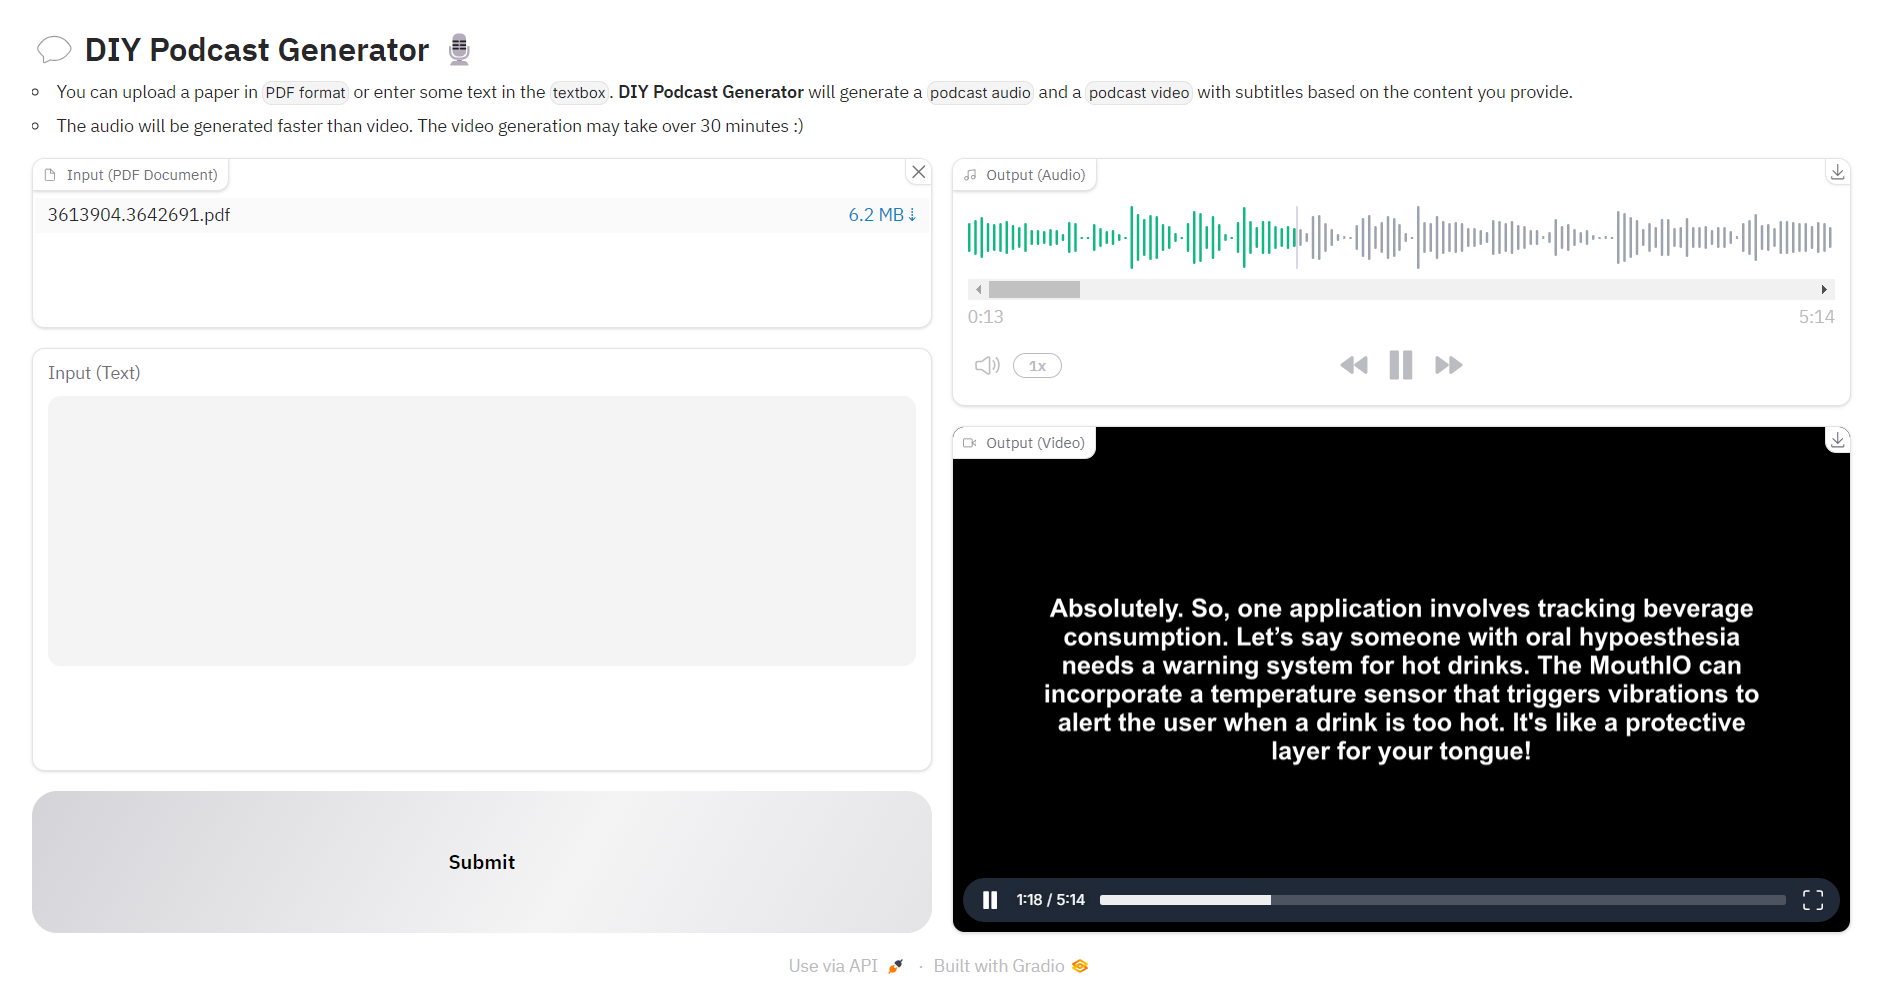 DIY Podcast Generator
You can upload a paper in PDF format or enter some text in the textbox. DIY Podcast Generator will generate a podcast audio and a podcast video with subtitles based on the content you provide.
The audio will be generated faster than video. The video generation may take over 30 minutes :)
Input (PDF Document)
3613904.3642691.pdf 6.2 MB ⇣
Input (Text)
Submit
Output (Audio)
0:13 5:14
1x
Output (Video)
Absolutely. So, one application involves tracking beverage
consumption. Let’s say someone with oral hypoesthesia
needs a warning system for hot drinks. The MouthIO can
incorporate a temperature sensor that triggers vibrations to
alert the user when a drink is too hot. It's like a protective
layer for your tongue!
1:18 / 5:14
Use via API · Built with Gradio